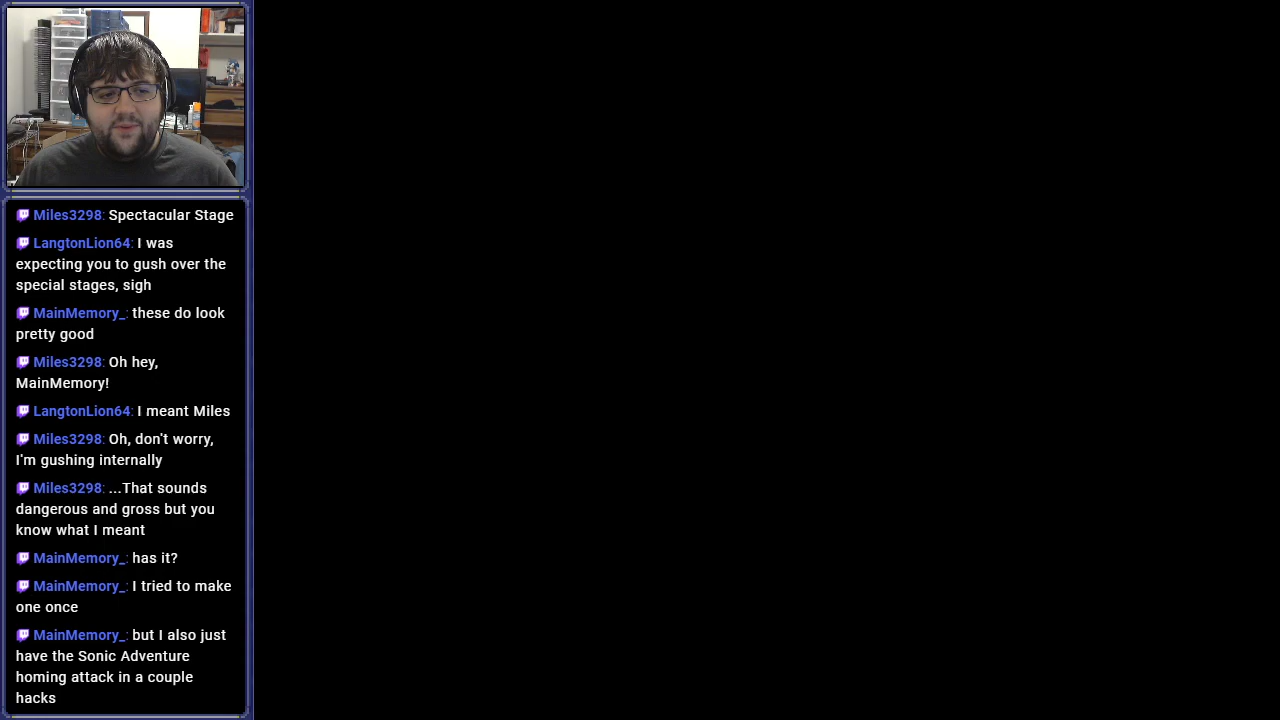 Miles3298: Spectacular Stage
LangtonLion64: I was
expecting you to gush over the
special stages, sigh
MainMemory_: these do look
pretty good
Miles3298: Oh hey,
MainMemory!
LangtonLion64: I meant Miles
Miles3298: Oh, don't worry,
I'm gushing internally
Miles3298: ...That sounds
dangerous and gross but you
know what I meant
MainMemory_: has it?
MainMemory_: I tried to make
one once
MainMemory_: but I also just
have the Sonic Adventure
homing attack in a couple
hacks